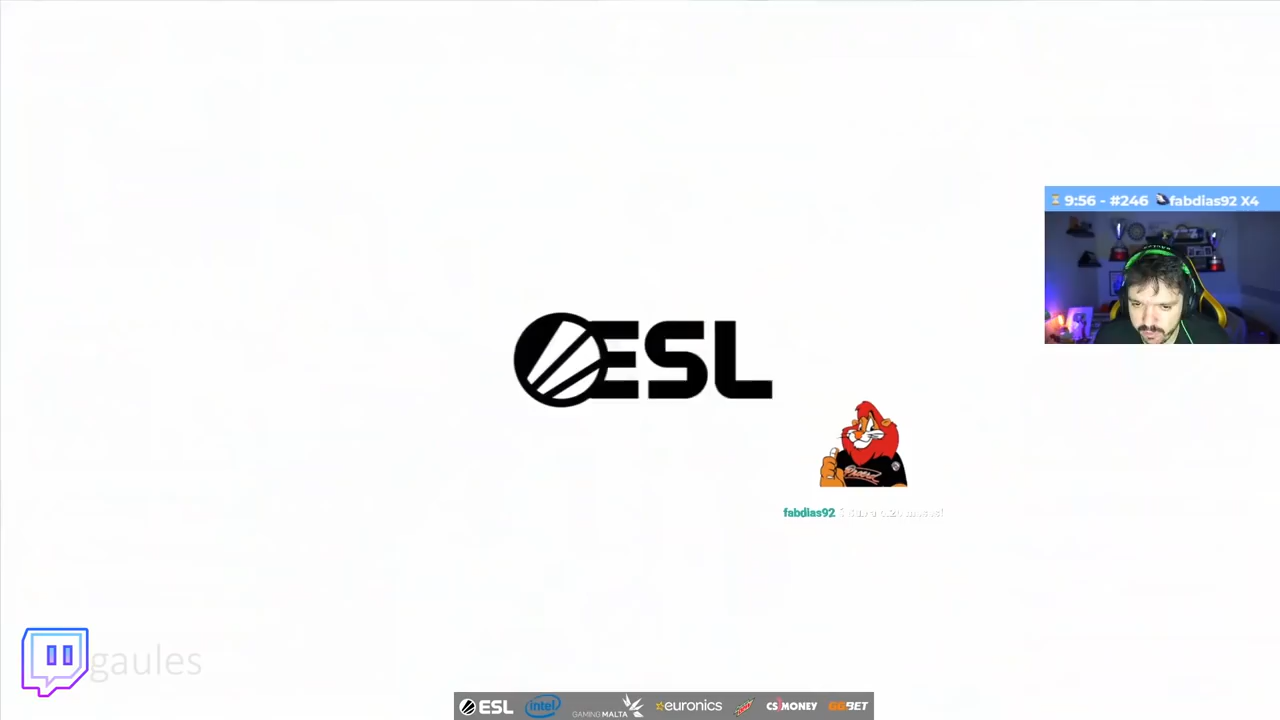 9:56 - #246 fabdias92 X4
ESL
fabdias92
gaules
ESL intel GAMING MALTA euronics CS MONEY GGBET